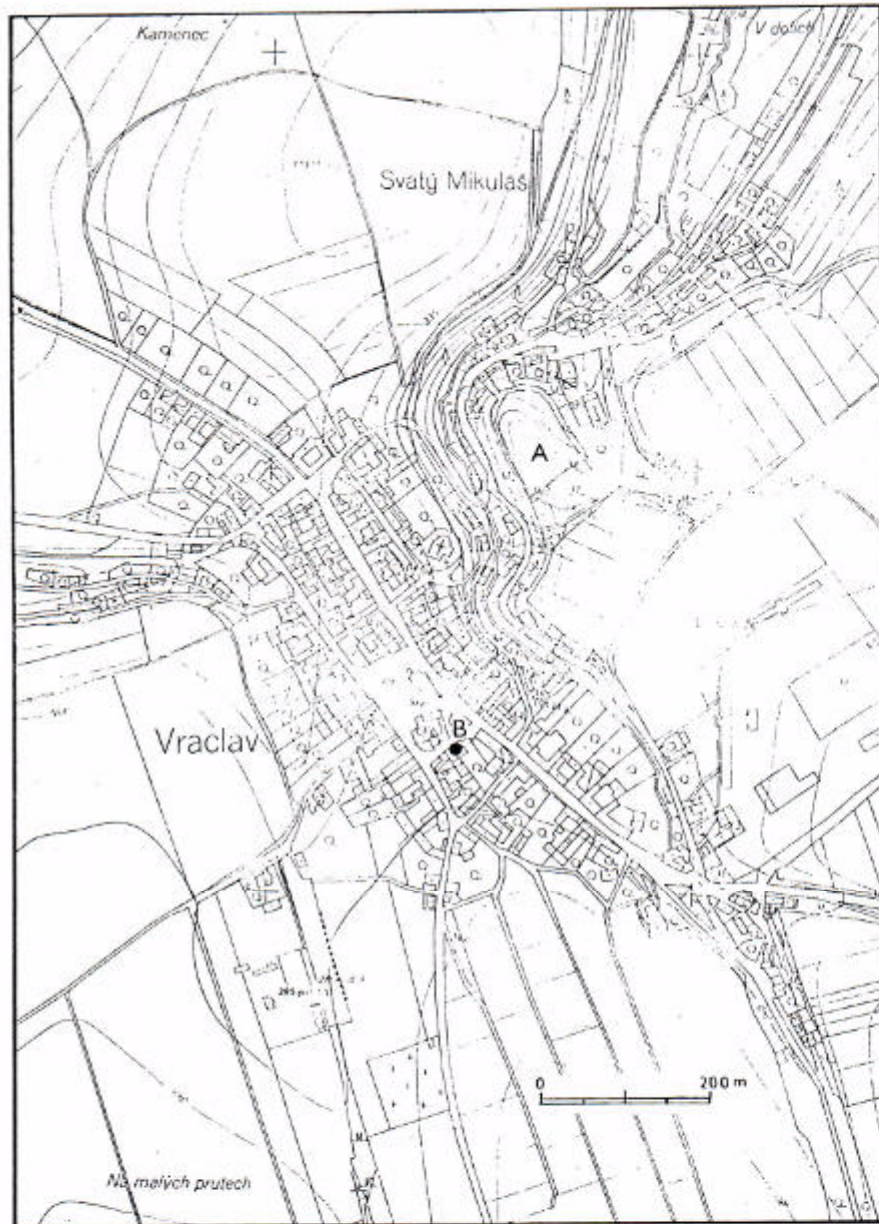 Kamenec
V dolích
Svatý Mikuláš
A
B
Vraclav
0 200 m
Na malých prutech